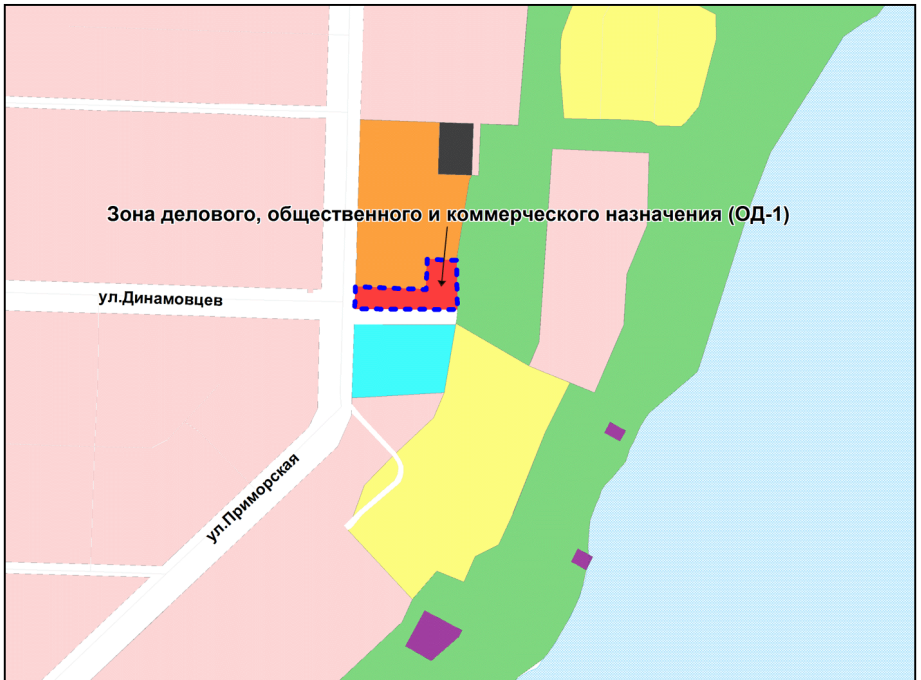 Зона делового, общественного и коммерческого назначения (ОД-1)
ул.Динамовцев
ул.Приморская